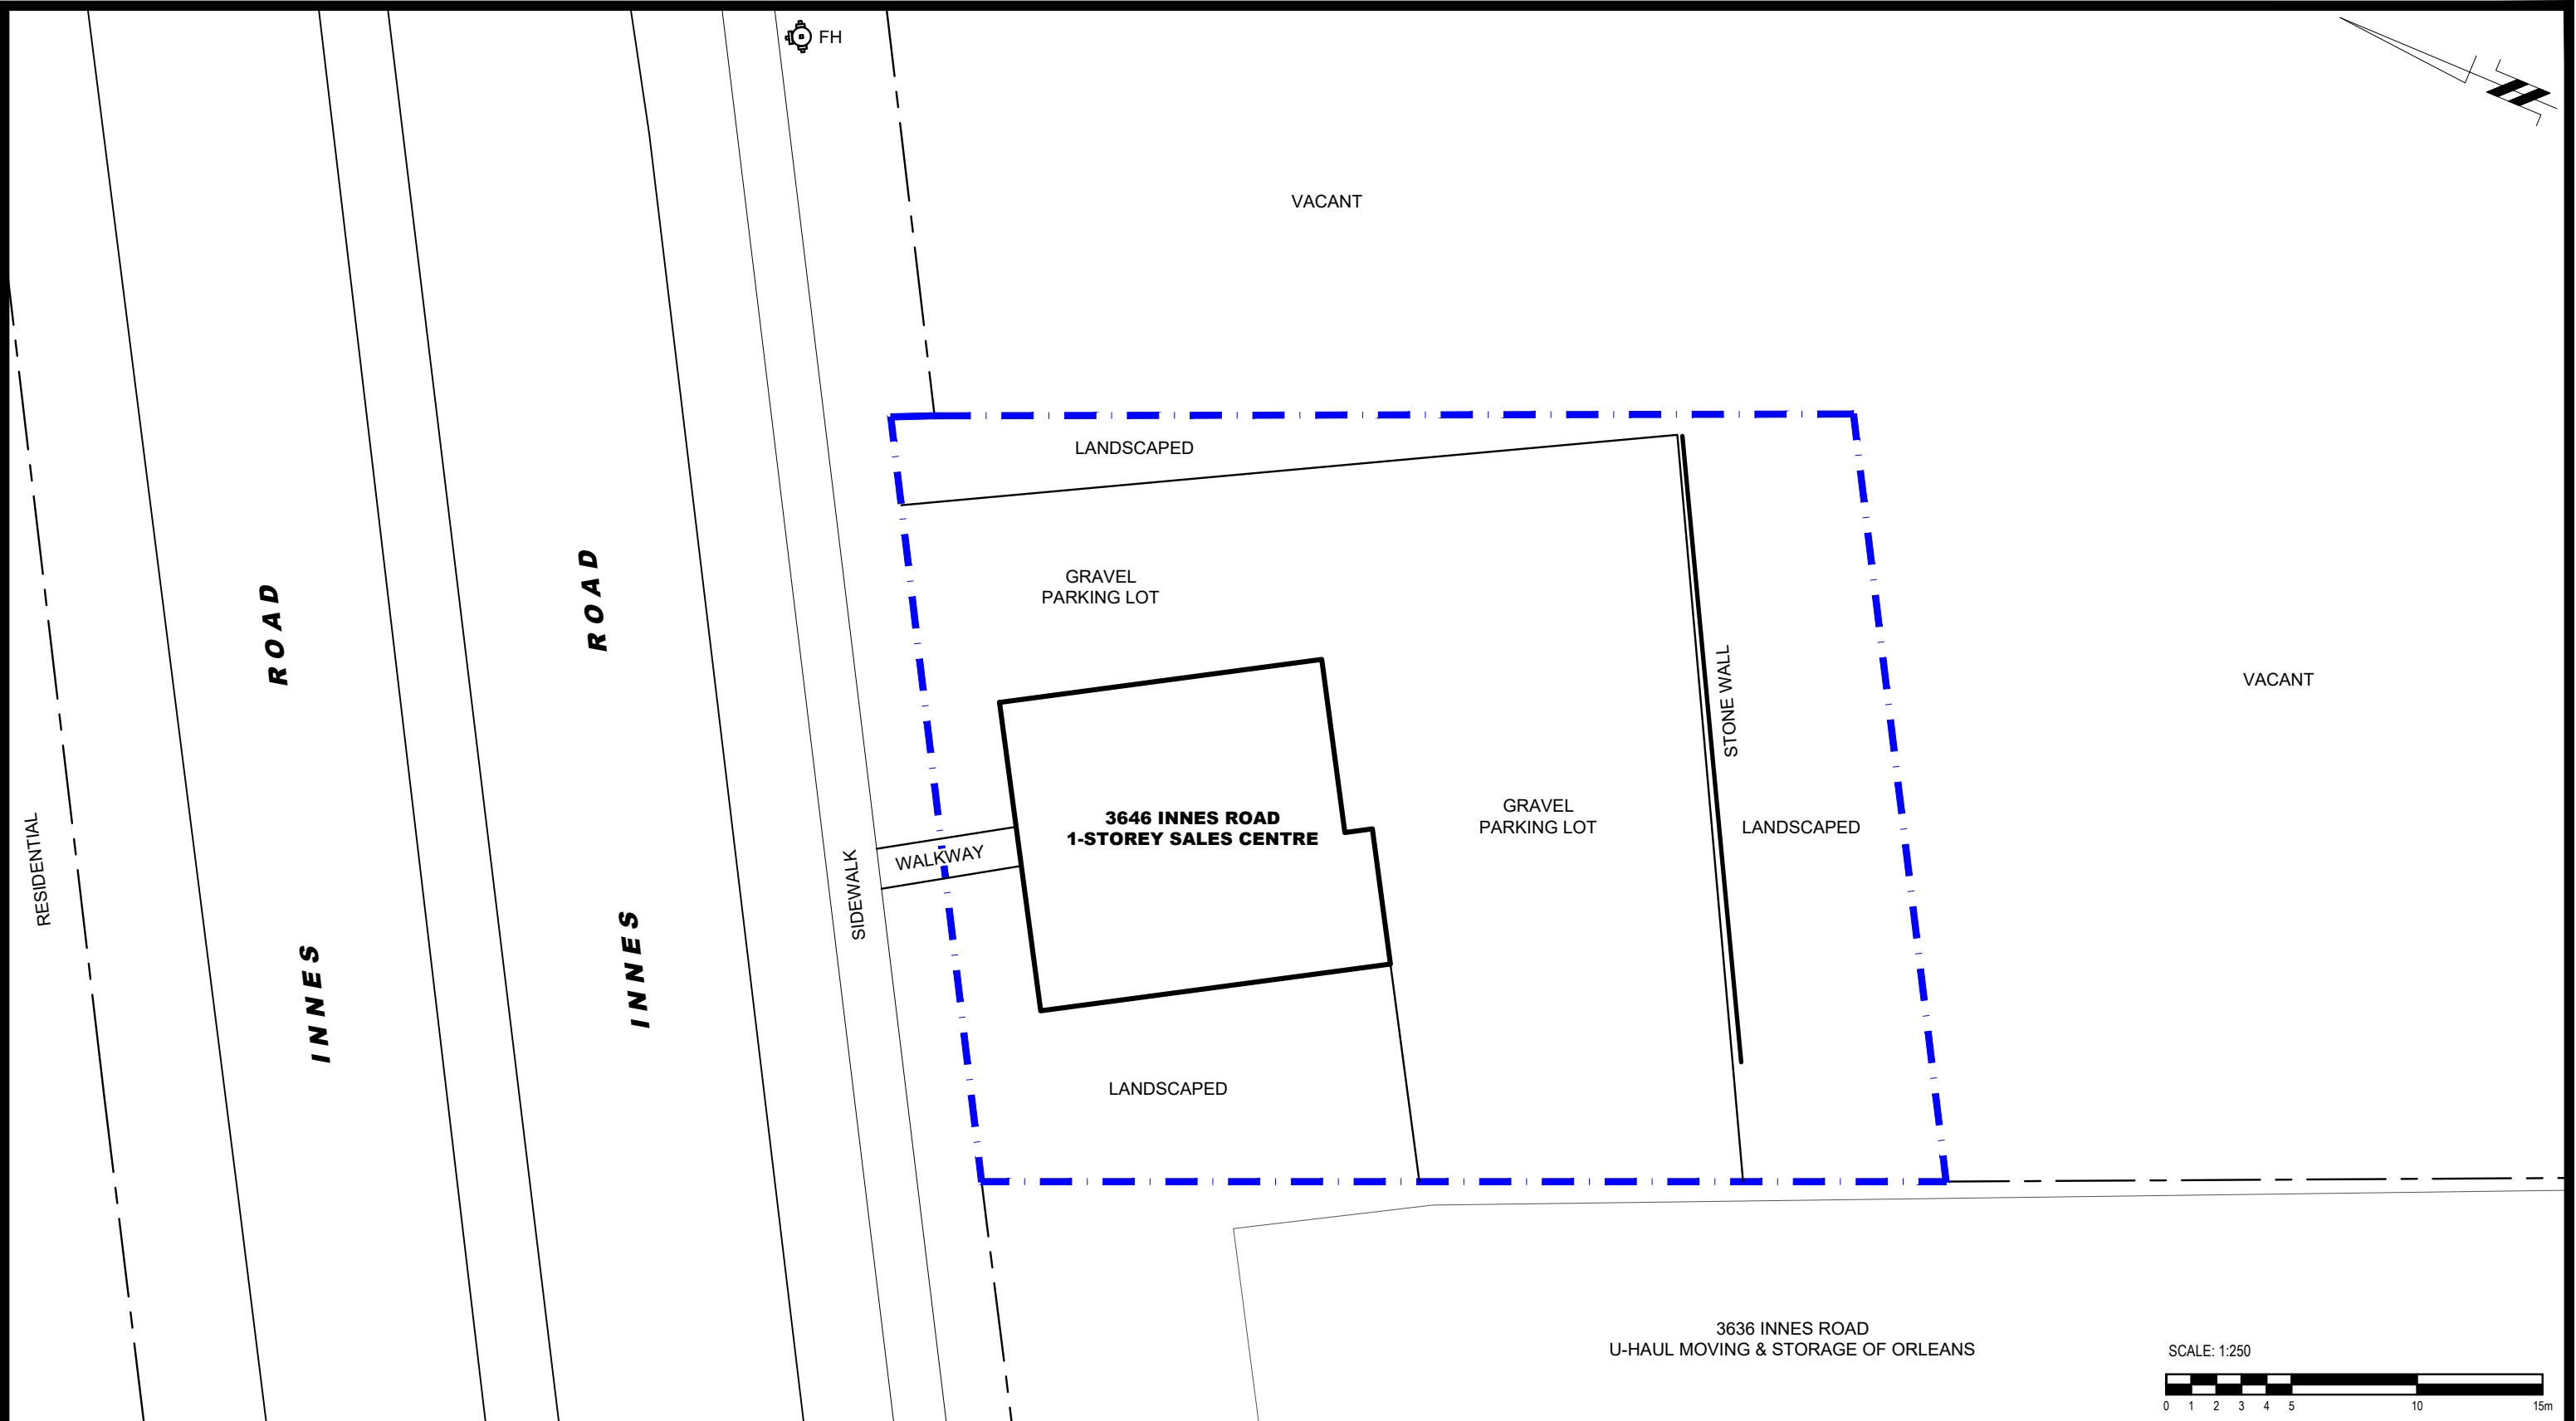 FH
VACANT
LANDSCAPED
GRAVEL
PARKING LOT
INNES ROAD
INNES ROAD
STONE WALL
VACANT
3646 INNES ROAD
1-STOREY SALES CENTRE
GRAVEL
PARKING LOT
LANDSCAPED
WALKWAY
SIDEWALK
RESIDENTIAL
LANDSCAPED
3636 INNES ROAD
U-HAUL MOVING & STORAGE OF ORLEANS
SCALE: 1:250
0 1 2 3 4 5 10 15m